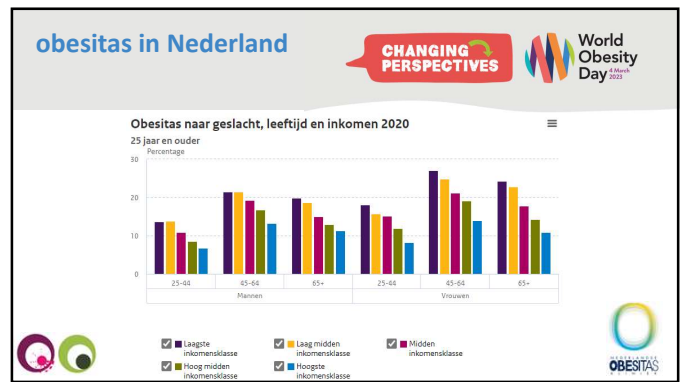 obesitas in Nederland
CHANGING
PERSPECTIVES
World
Obesity
Day 4 March
2023
Obesitas naar geslacht, leeftijd en inkomen 2020
25 jaar en ouder
Percentage
30
20
10
0
25-44 45-64 65+ 25-44 45-64 65+
Mannen Vrouwen
Laagste inkomensklasse
Laag midden inkomensklasse
Midden inkomensklasse
Hoog midden inkomensklasse
Hoogste inkomensklasse
NEDERLANDSE
OBESITAS
KLINIEK